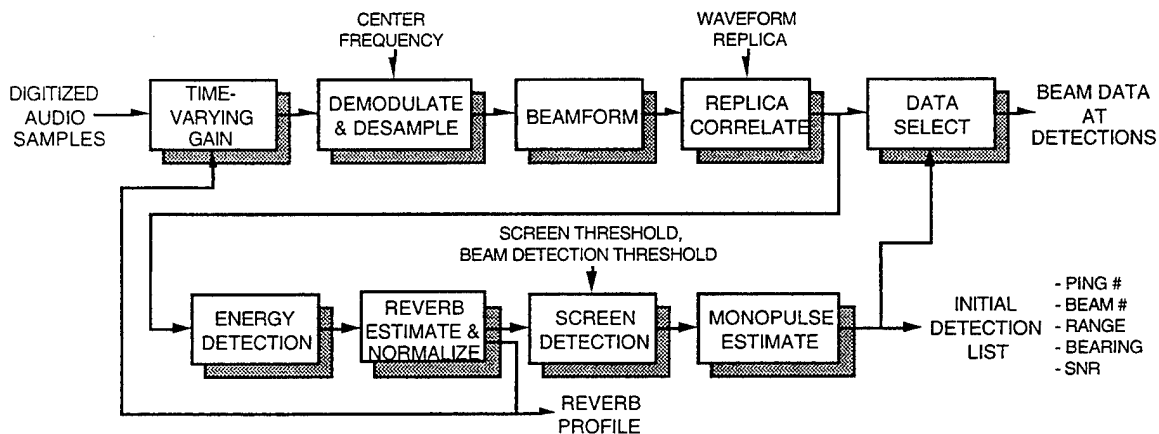 CENTER
FREQUENCY
WAVEFORM
REPLICA
DIGITIZED
AUDIO
SAMPLES
TIME-
VARYING
GAIN
DEMODULATE
& DESAMPLE
BEAMFORM
REPLICA
CORRELATE
DATA
SELECT
BEAM DATA
AT
DETECTIONS
SCREEN THRESHOLD,
BEAM DETECTION THRESHOLD
ENERGY
DETECTION
REVERB
ESTIMATE &
NORMALIZE
SCREEN
DETECTION
MONOPULSE
ESTIMATE
INITIAL
DETECTION
LIST
- PING #
- BEAM #
- RANGE
- BEARING
- SNR
REVERB
PROFILE